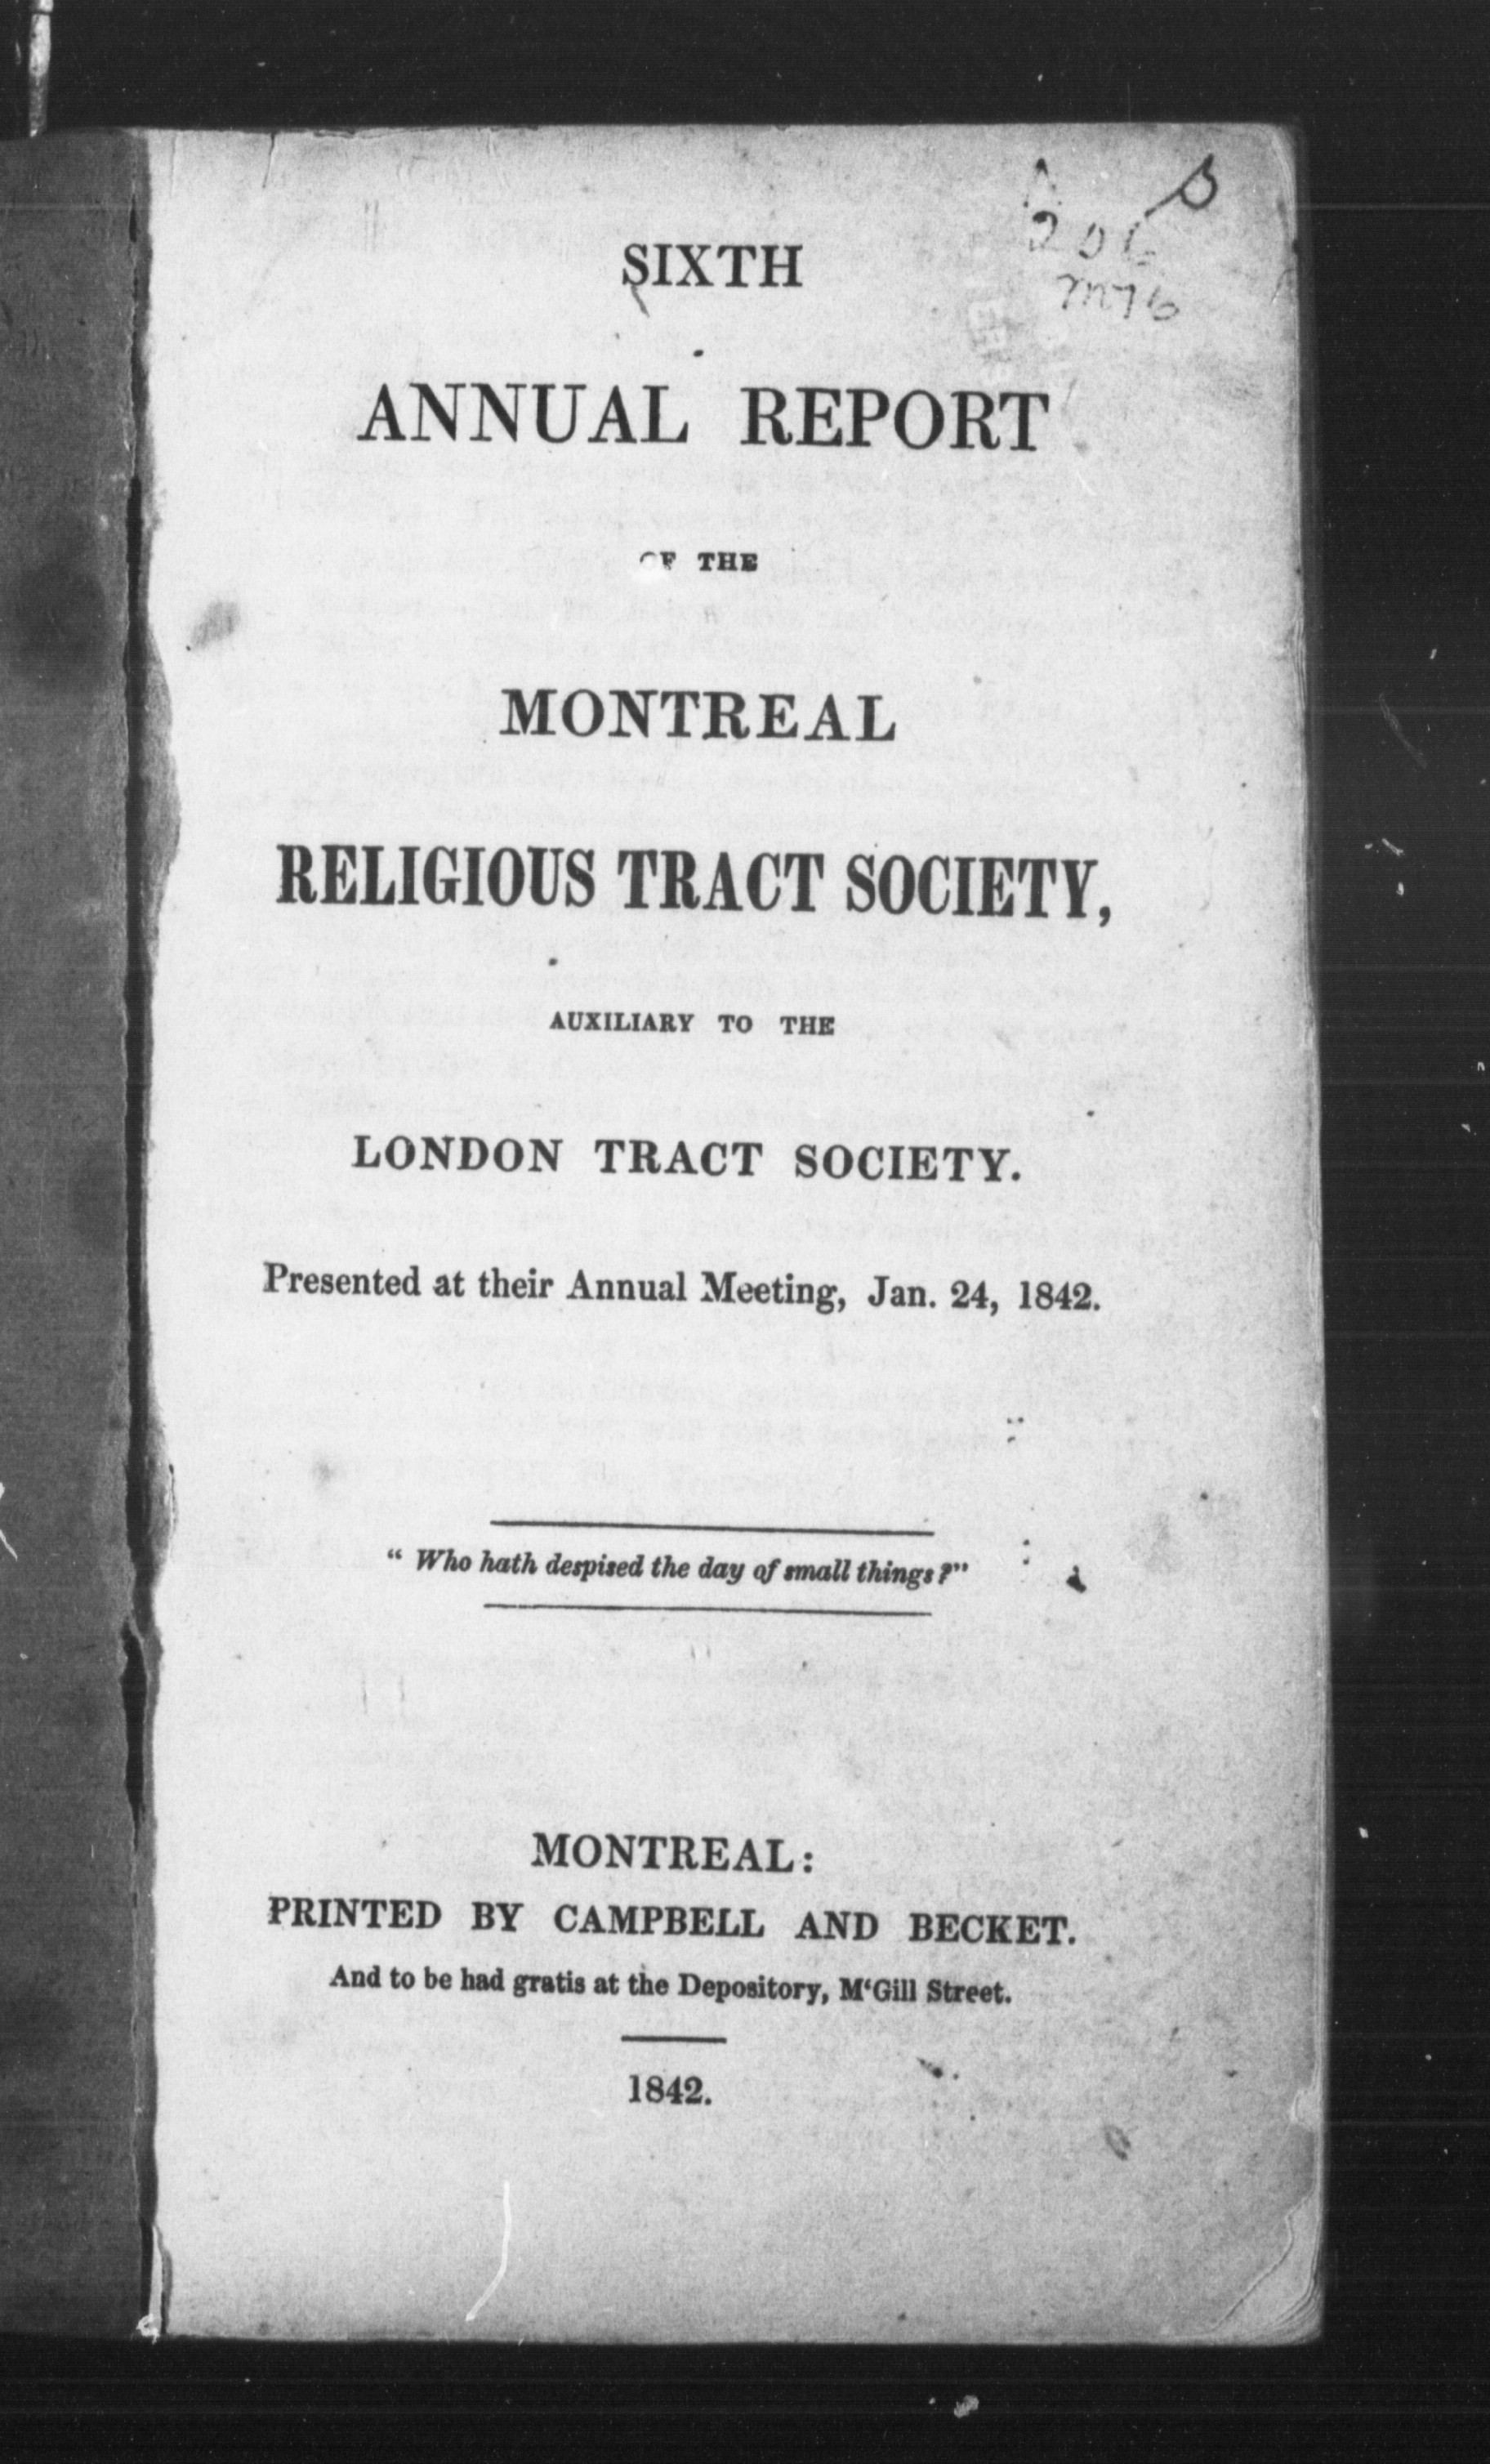 B
206
m76
SIXTH
ANNUAL REPORT
OF THE
MONTREAL
RELIGIOUS TRACT SOCIETY,
AUXILIARY TO THE
LONDON TRACT SOCIETY.
Presented at their Annual Meeting, Jan. 24, 1842.
" Who hath despised the day of small things?"
MONTREAL:
PRINTED BY CAMPBELL AND BECKET.
And to be had gratis at the Depository, M'Gill Street.
1842.